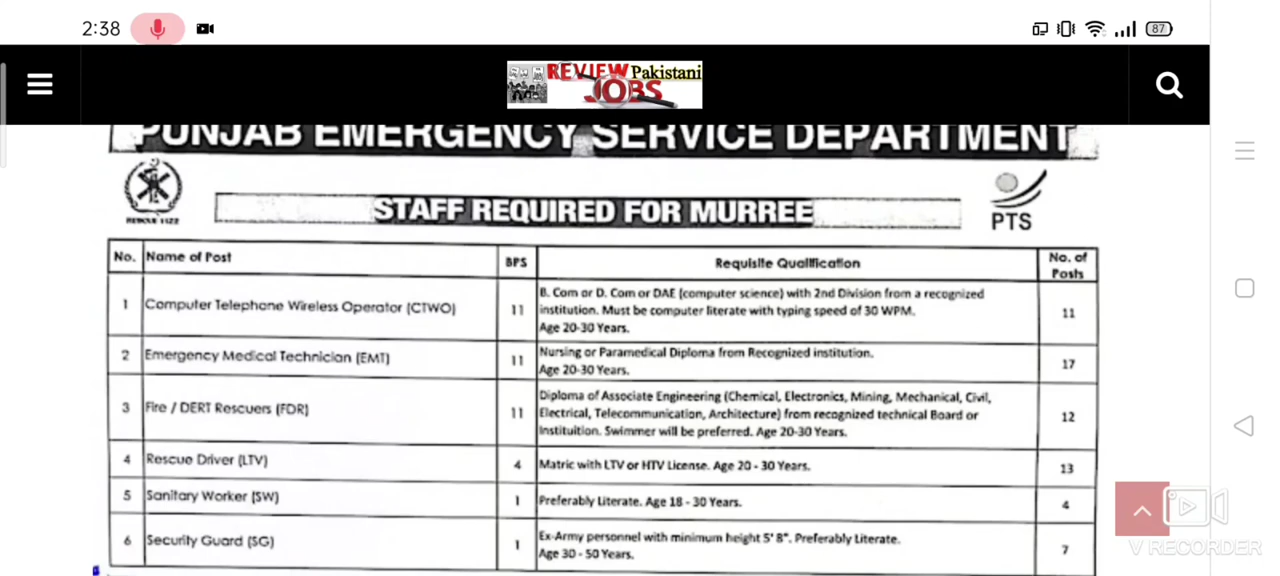 2:38
87
REVIEW Pakistani
JOBS
PUNJAB EMERGENCY SERVICE DEPARTMENT
RESCUE 1122
STAFF REQUIRED FOR MURREE
PTS
No. Name of Post BPS Requisite Qualification No. of Posts
1 Computer Telephone Wireless Operator (CTWO) 11 B. Com or D. Com or DAE (computer science) with 2nd Division from a recognized
institution. Must be computer literate with typing speed of 30 WPM.
Age 20-30 Years. 11
2 Emergency Medical Technician (EMT) 11 Nursing or Paramedical Diploma from Recognized institution.
Age 20-30 Years. 17
3 Fire / DERT Rescuers (FDR) 11 Diploma of Associate Engineering (Chemical, Electronics, Mining, Mechanical, Civil,
Electrical, Telecommunication, Architecture) from recognized technical Board or
Instituition. Swimmer will be preferred. Age 20-30 Years. 12
4 Rescue Driver (LTV) 4 Matric with LTV or HTV License. Age 20 - 30 Years. 13
5 Sanitary Worker (SW) 1 Preferably Literate. Age 18 - 30 Years. 4
6 Security Guard (SG) 1 Ex-Army personnel with minimum height 5' 8". Preferably Literate.
Age 30 - 50 Years. 7
V RECORDER